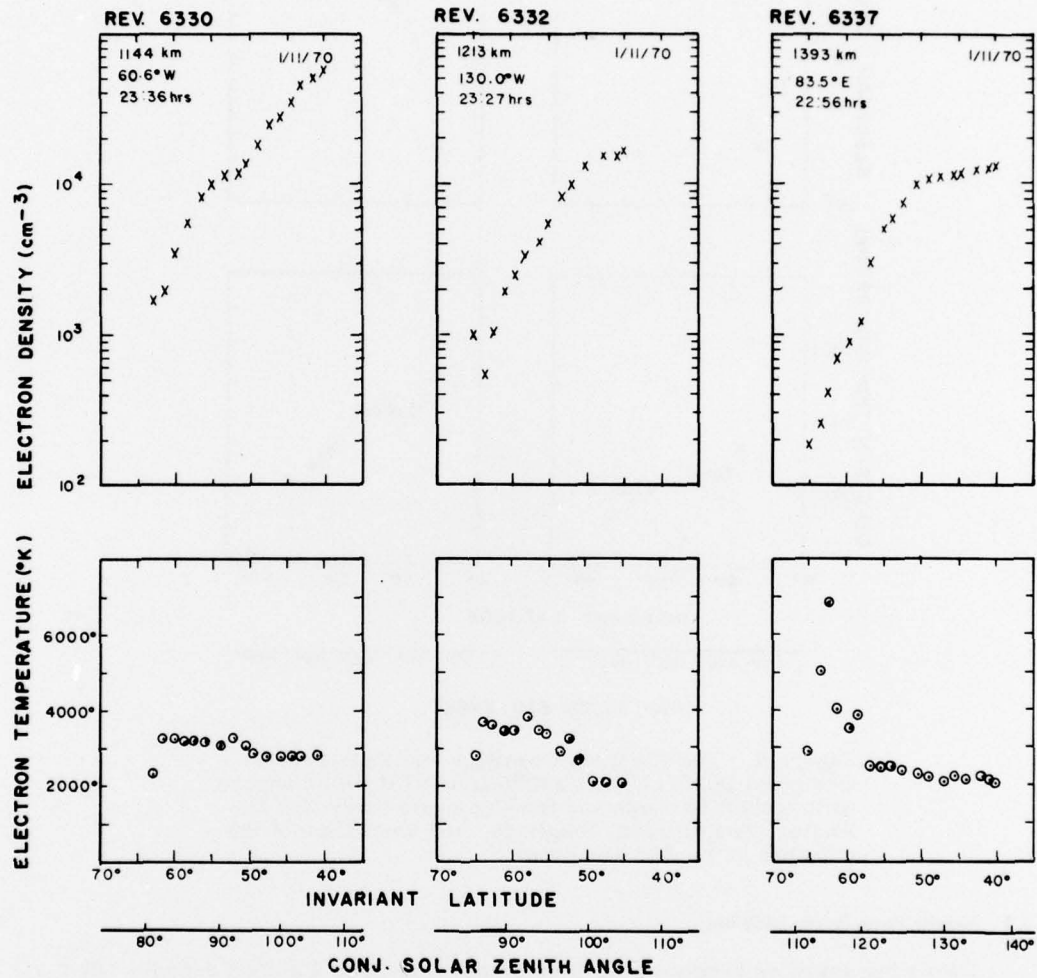 REV. 6330
REV. 6332
REV. 6337
1144 km
1/11/70
60.6°W
23:36 hrs
1213 km
1/11/70
130.0°W
23:27 hrs
1393 km
1/11/70
83.5°E
22:56 hrs
ELECTRON DENSITY (cm-3)
10⁴
10³
10²
ELECTRON TEMPERATURE (°K)
6000°
4000°
2000°
70° 60° 50° 40°
70° 60° 50° 40°
70° 60° 50° 40°
INVARIANT LATITUDE
80° 90° 100° 110°
90° 100° 110°
110° 120° 130° 140°
CONJ. SOLAR ZENITH ANGLE